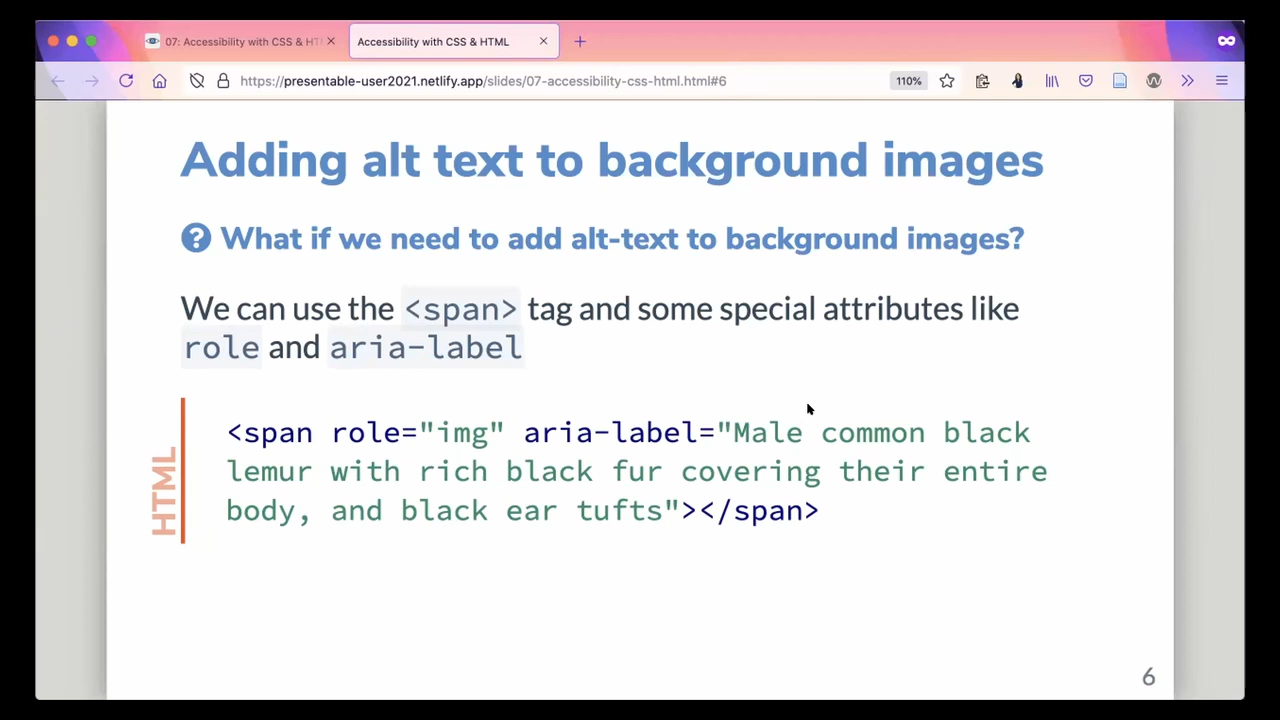 07: Accessibility with CSS & HT
Accessibility with CSS & HTML
https://presentable-user2021.netlify.app/slides/07-accessibility-css-html.html#6
110%
Adding alt text to background images
What if we need to add alt-text to background images?
We can use the <span> tag and some special attributes like
role and aria-label
HTML
<span role="img" aria-label="Male common black
lemur with rich black fur covering their entire
body, and black ear tufts"></span>
6